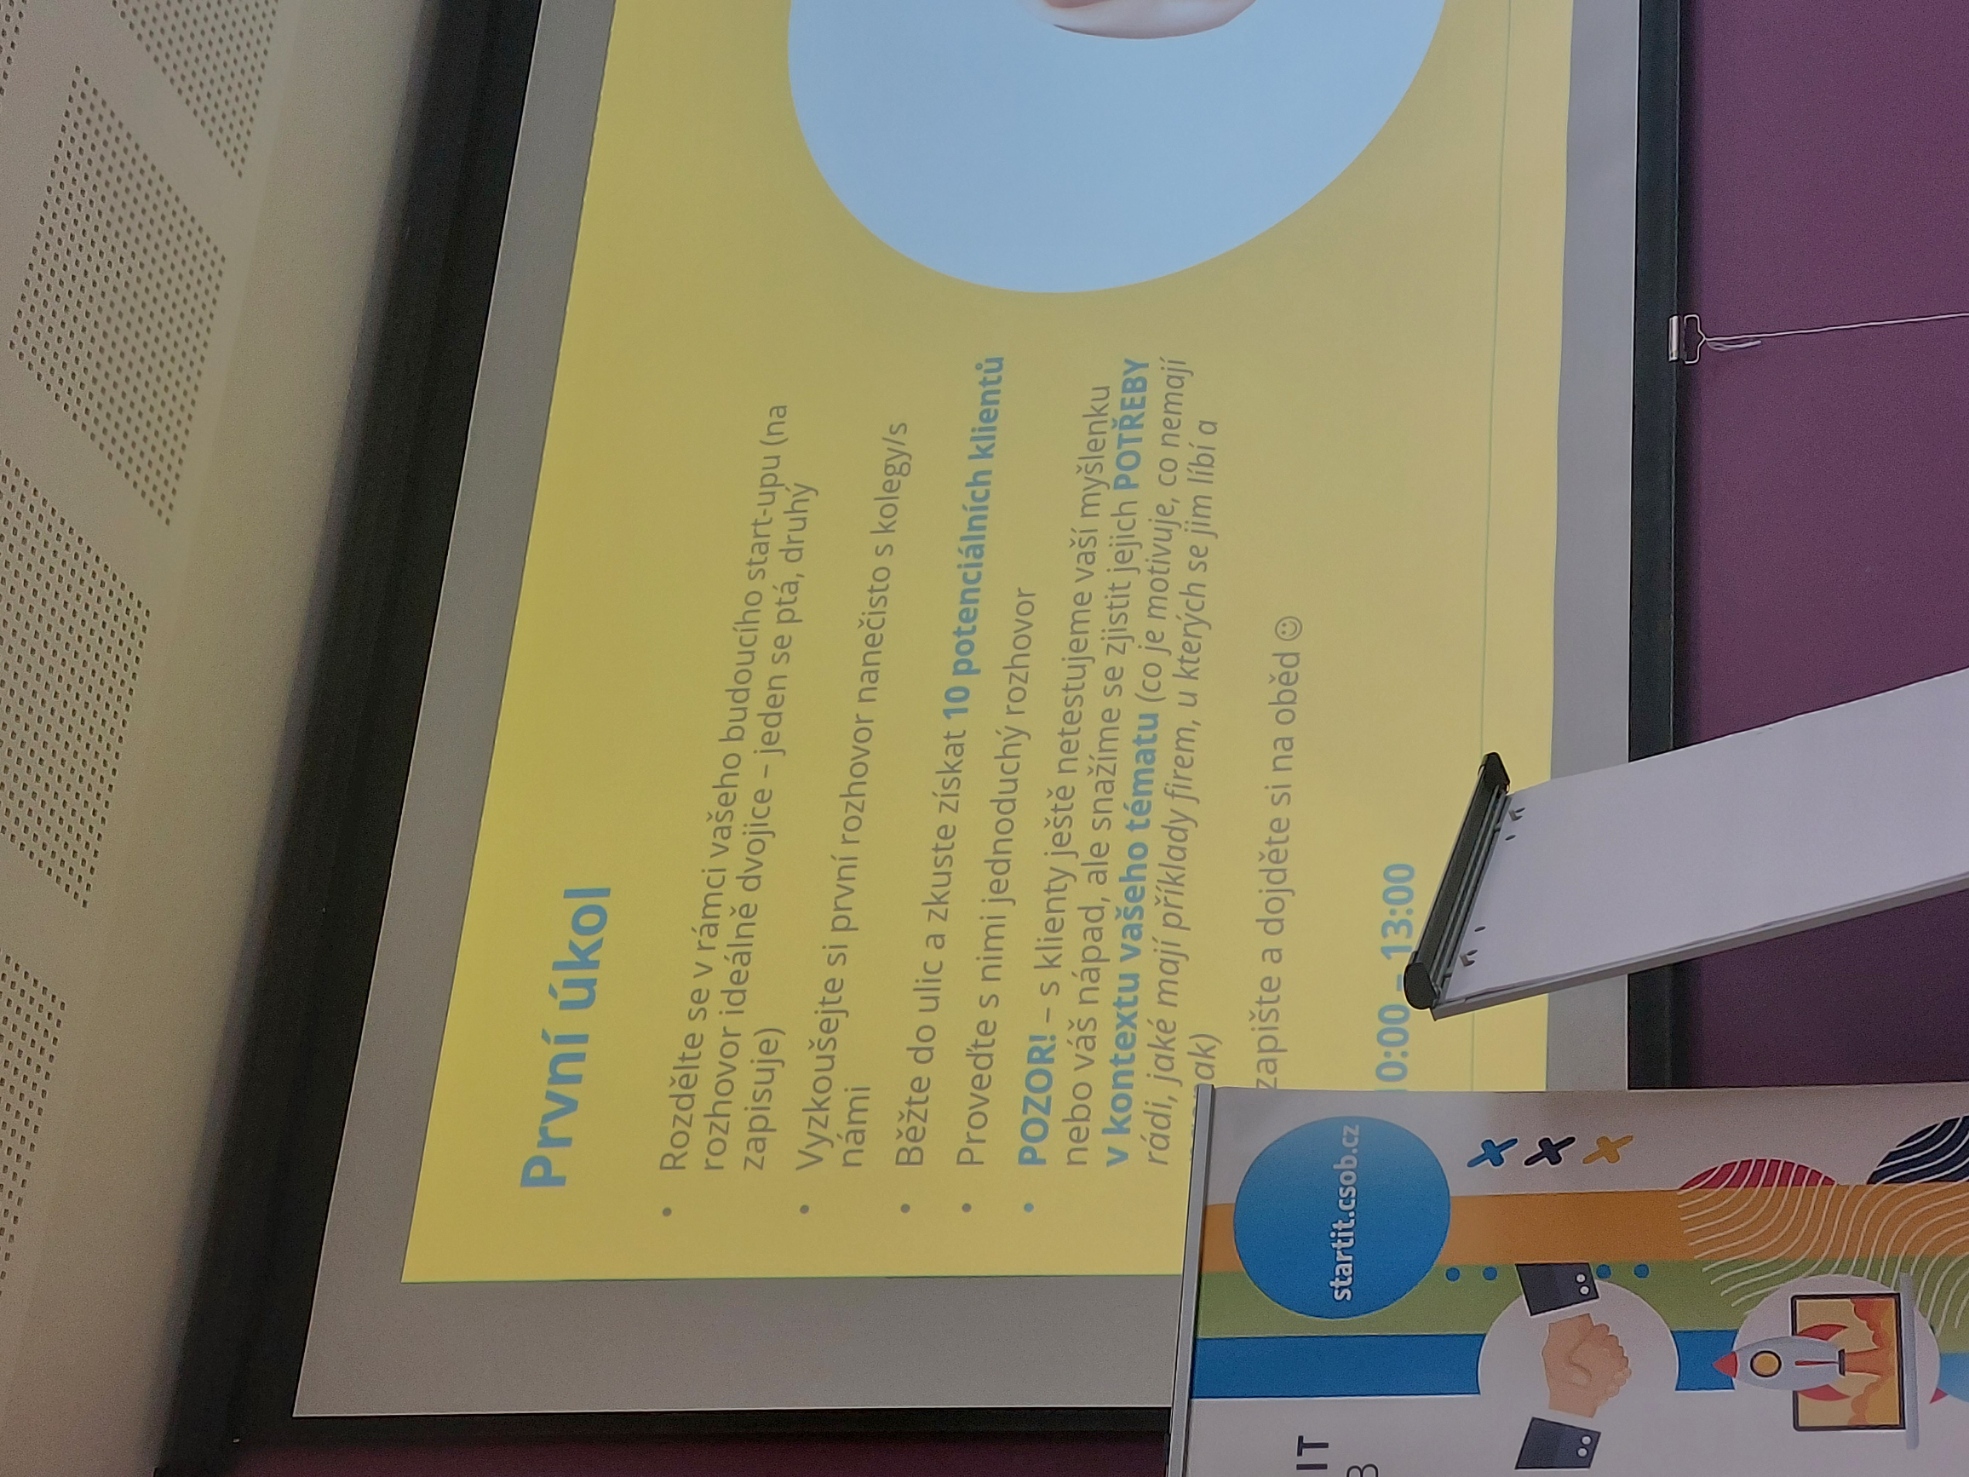 První úkol
• Rozdělte se v rámci vašeho budoucího start-upu (na
rozhovor ideálně dvojice – jeden se ptá, druhý
zapisuje)
• Vyzkoušejte si první rozhovor nanečisto s kolegy/s
námi
• Běžte do ulic a zkuste získat 10 potenciálních klientů
• Proveďte s nimi jednoduchý rozhovor
• POZOR! – s klienty ještě netestujeme vaší myšlenku
nebo váš nápad, ale snažíme se zjistit jejich POTŘEBY
v kontextu vašeho tématu (co je motivuje, co nemají
rádi, jaké mají příklady firem, u kterých se jim líbí a
ak)
zapište a dojděte si na oběd ☺
10:00 – 13:00
IT
B
startit.csob.cz